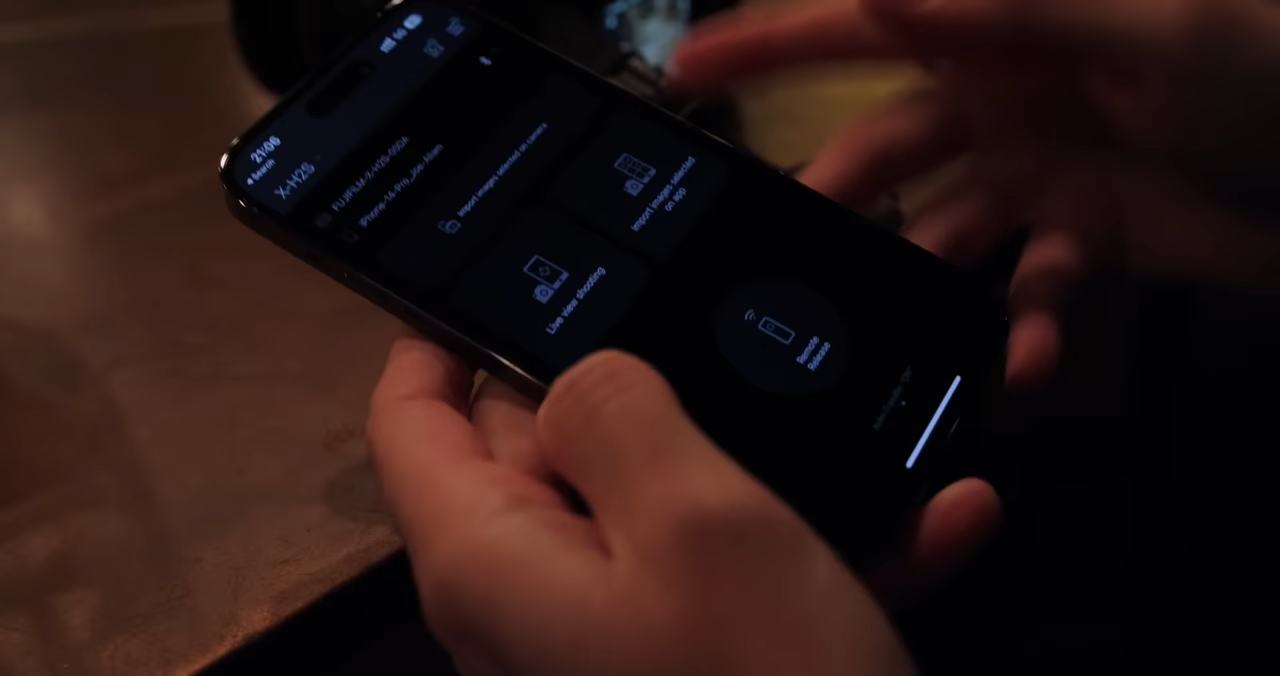 21:06
5G
Search
X-H2S
FUJIFILM-X-H2S-00DA
iPhone-14-Pro_Joe-Allam
Import images selected on camera
Live view shooting
Import images selected
on app
Remote
Release